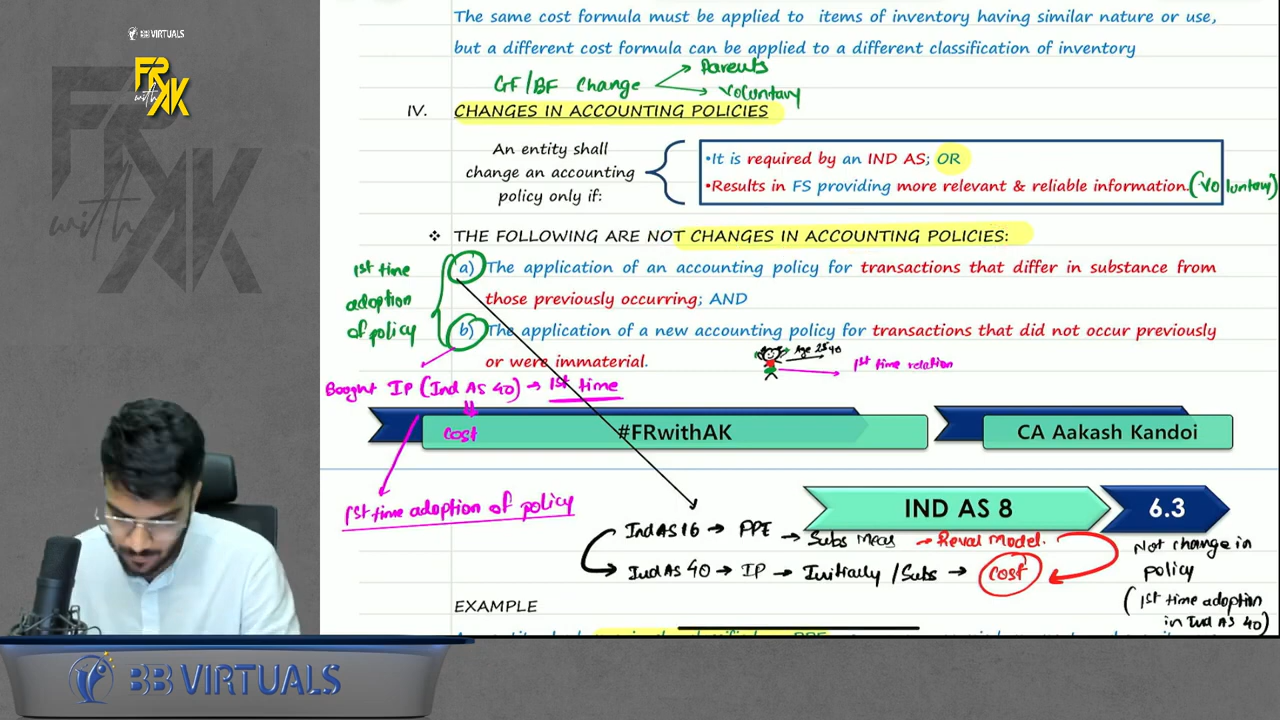 BB VIRTUALS
FR
with AK
FR
with AK
The same cost formula must be applied to items of inventory having similar nature or use,
but a different cost formula can be applied to a different classification of inventory
GF/BF Change
Parents
Voluntary
IV. CHANGES IN ACCOUNTING POLICIES
An entity shall
change an accounting
policy only if:
•It is required by an IND AS; OR
•Results in FS providing more relevant & reliable information. (Voluntary)
❖ THE FOLLOWING ARE NOT CHANGES IN ACCOUNTING POLICIES:
1st time
adoption
of policy
a) The application of an accounting policy for transactions that differ in substance from
those previously occurring; AND
b) The application of a new accounting policy for transactions that did not occur previously
or were immaterial.
Age 25 40
1st time relation
Bought IP (Ind AS 40) → 1st time
cost
#FRwithAK
CA Aakash Kandoi
1st time adoption of policy
IND AS 8
6.3
Ind AS 16 → PPE → Subs Meas → Reval Model.
Ind AS 40 → IP → Initially / Subs → cost
Not change in
policy
(1st time adoption
in Ind AS 40)
EXAMPLE
BB VIRTUALS